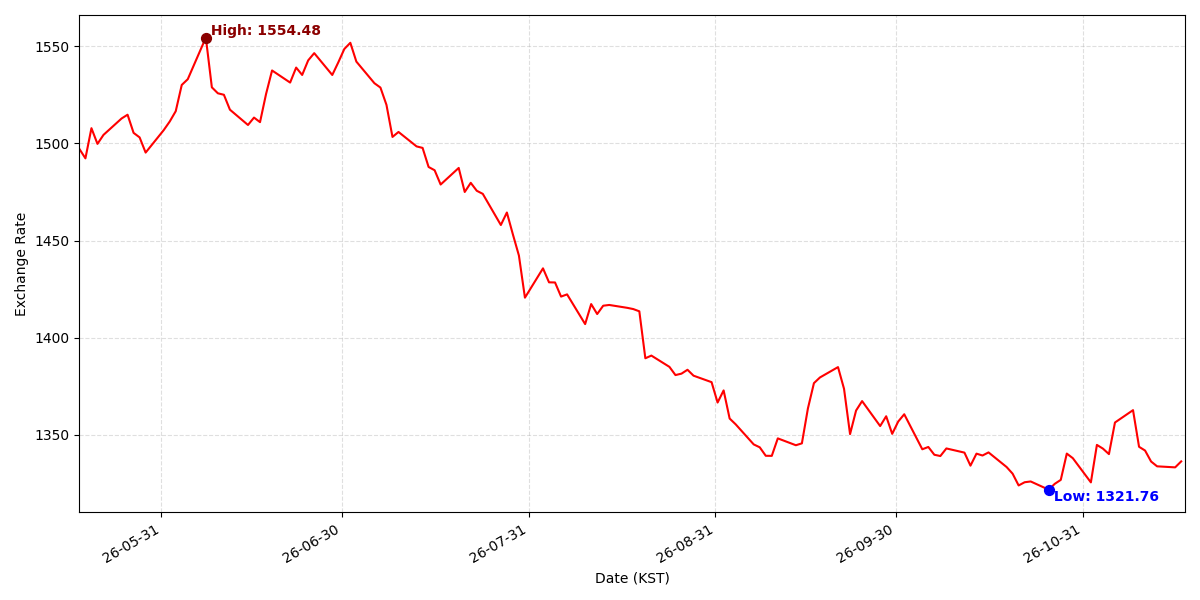 High: 1554.48
1550
1500
1450
1400
1350
Exchange Rate
Low: 1321.76
26-05-31
26-06-30
26-07-31
26-08-31
26-09-30
26-10-31
Date (KST)